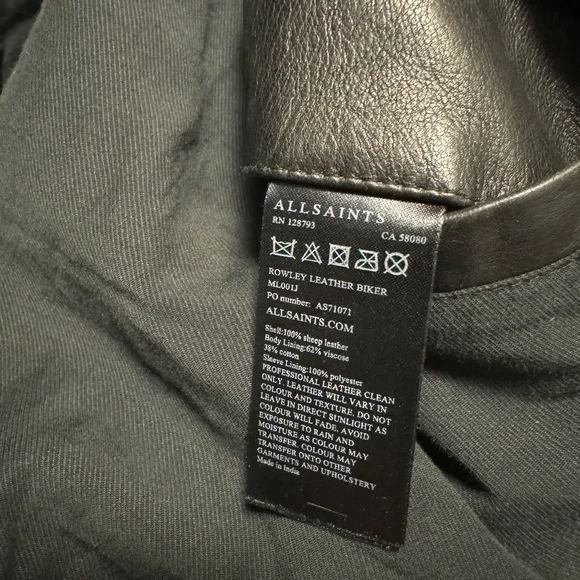 ALLSAINTS
RN 128793 CA 58080
ROWLEY LEATHER BIKER
ML001J
PO number: AS71071
ALLSAINTS.COM
Shell:100% sheep leather
Body Lining:62% viscose
38% cotton
Sleeve Lining:100% polyester
PROFESSIONAL LEATHER CLEAN
ONLY. LEATHER WILL VARY IN
COLOUR AND TEXTURE. DO NOT
LEAVE IN DIRECT SUNLIGHT AS
COLOUR WILL FADE. AVOID
EXPOSURE TO RAIN AND
MOISTURE AS COLOUR MAY
TRANSFER. COLOUR MAY
TRANSFER ONTO OTHER
GARMENTS AND UPHOLSTERY
Made in India